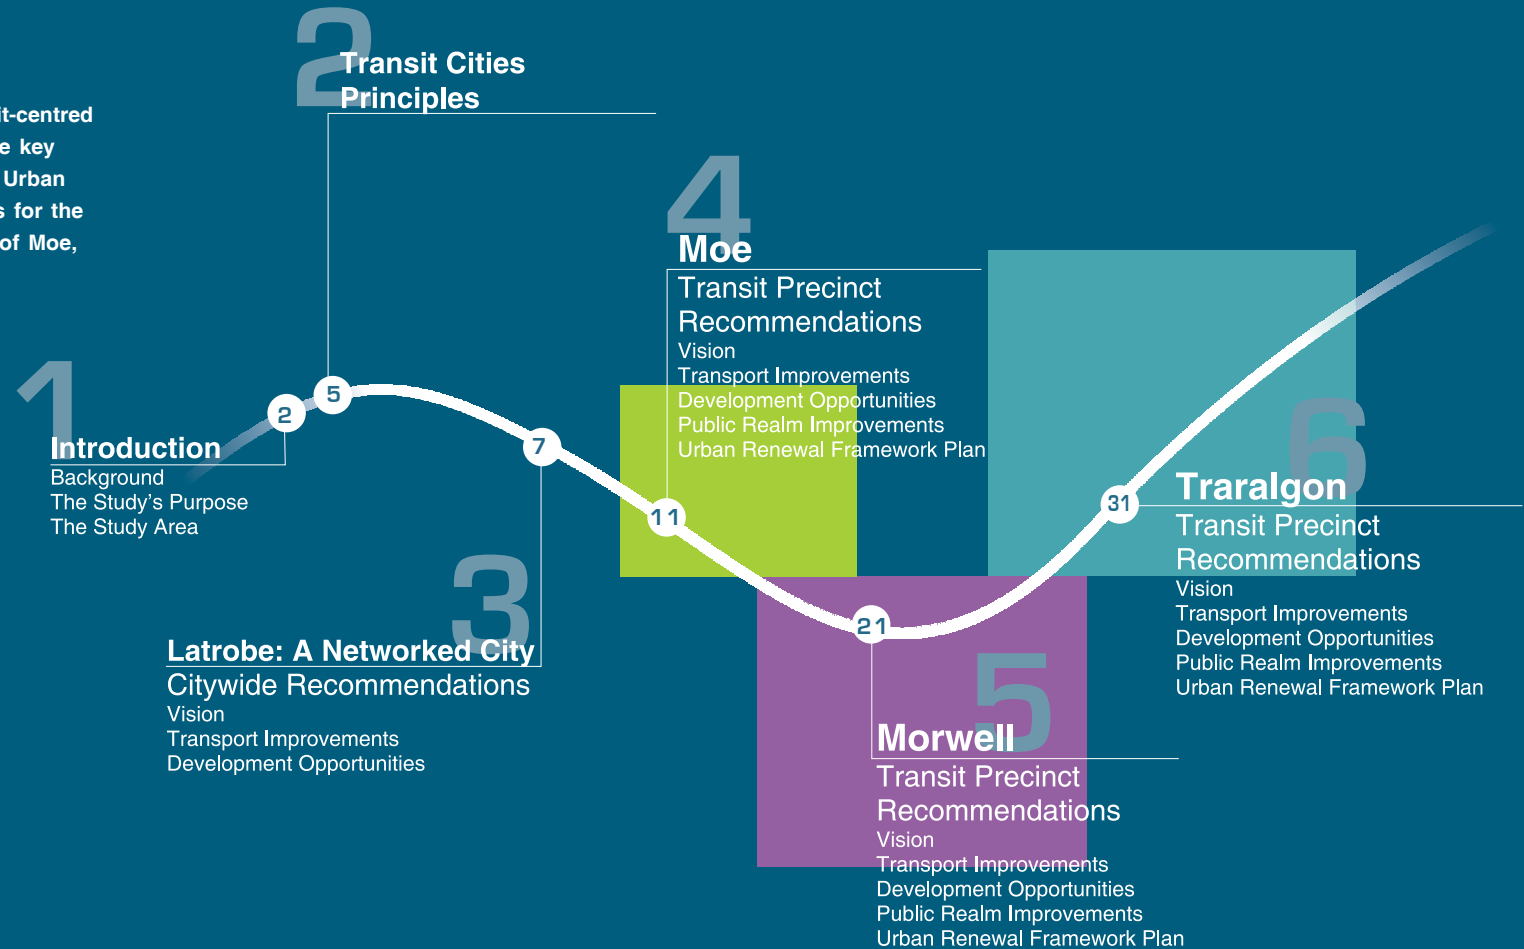 it-centred
e key
Urban
s for the
of Moe,
1
Introduction
Background
The Study's Purpose
The Study Area
2
2
Transit Cities
Principles
5
3
Latrobe: A Networked City
Citywide Recommendations
Vision
Transport Improvements
Development Opportunities
7
4
Moe
Transit Precinct
Recommendations
Vision
Transport Improvements
Development Opportunities
Public Realm Improvements
Urban Renewal Framework Plan
11
5
Morwell
Transit Precinct
Recommendations
Vision
Transport Improvements
Development Opportunities
Public Realm Improvements
Urban Renewal Framework Plan
21
6
Traralgon
Transit Precinct
Recommendations
Vision
Transport Improvements
Development Opportunities
Public Realm Improvements
Urban Renewal Framework Plan
31